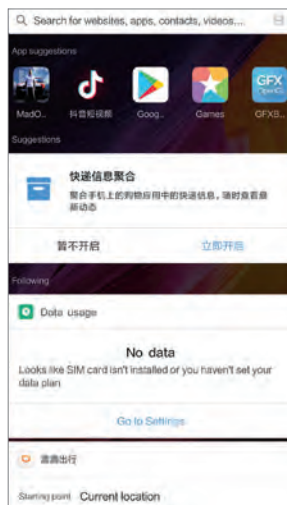 Search for websites, apps, contacts, videos...
App suggestions
MadO.. 抖音短视频 Goog.. Games GFXB..
GFX
OpenGL
Suggestions
快递信息聚合
聚合手机上的购物应用中的快递信息，随时查看最
新动态
暂不开启 立即开启
Following
Data usage
No data
Looks like SIM card isn't installed or you haven't set your
data plan
Go to Settings
滴滴出行
Starting point Current location